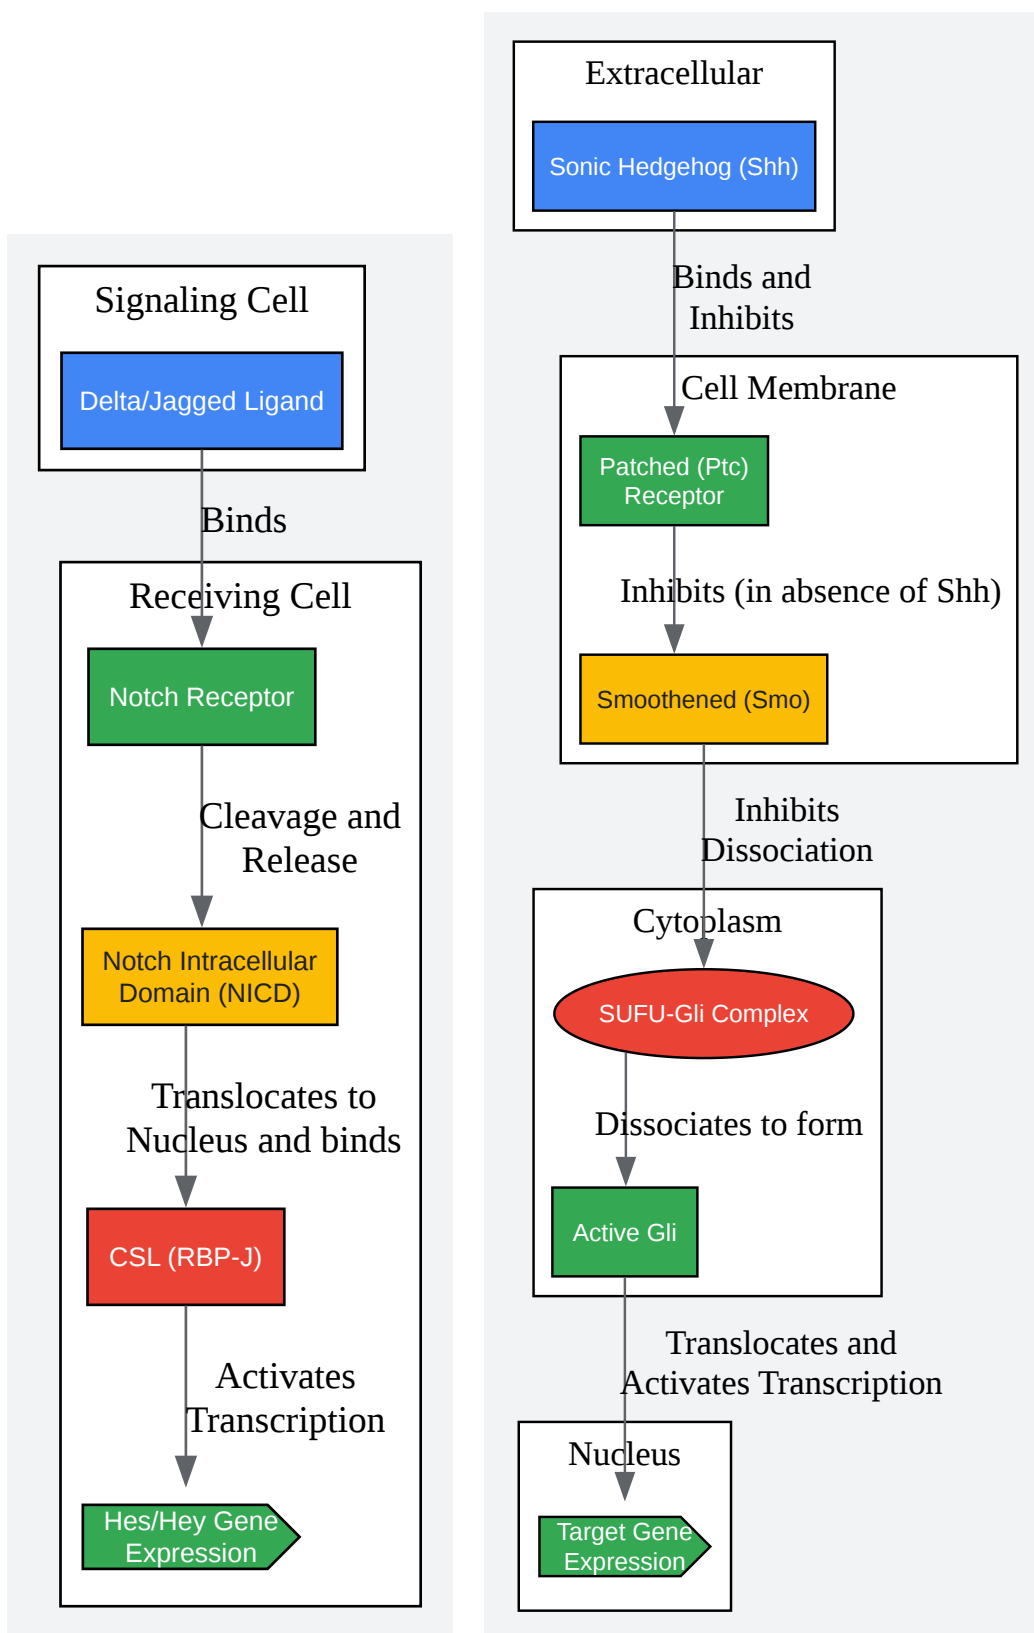 Signaling Cell
Delta/Jagged Ligand
Binds
Receiving Cell
Notch Receptor
Cleavage and
Release
Notch Intracellular
Domain (NICD)
Translocates to
Nucleus and binds
CSL (RBP-J)
Activates
Transcription
Hes/Hey Gene
Expression
Extracellular
Sonic Hedgehog (Shh)
Binds and
Inhibits
Cell Membrane
Patched (Ptc)
Receptor
Inhibits (in absence of Shh)
Smoothened (Smo)
Inhibits
Dissociation
Cytoplasm
SUFU-Gli Complex
Dissociates to form
Active Gli
Translocates and
Activates Transcription
Nucleus
Target Gene
Expression